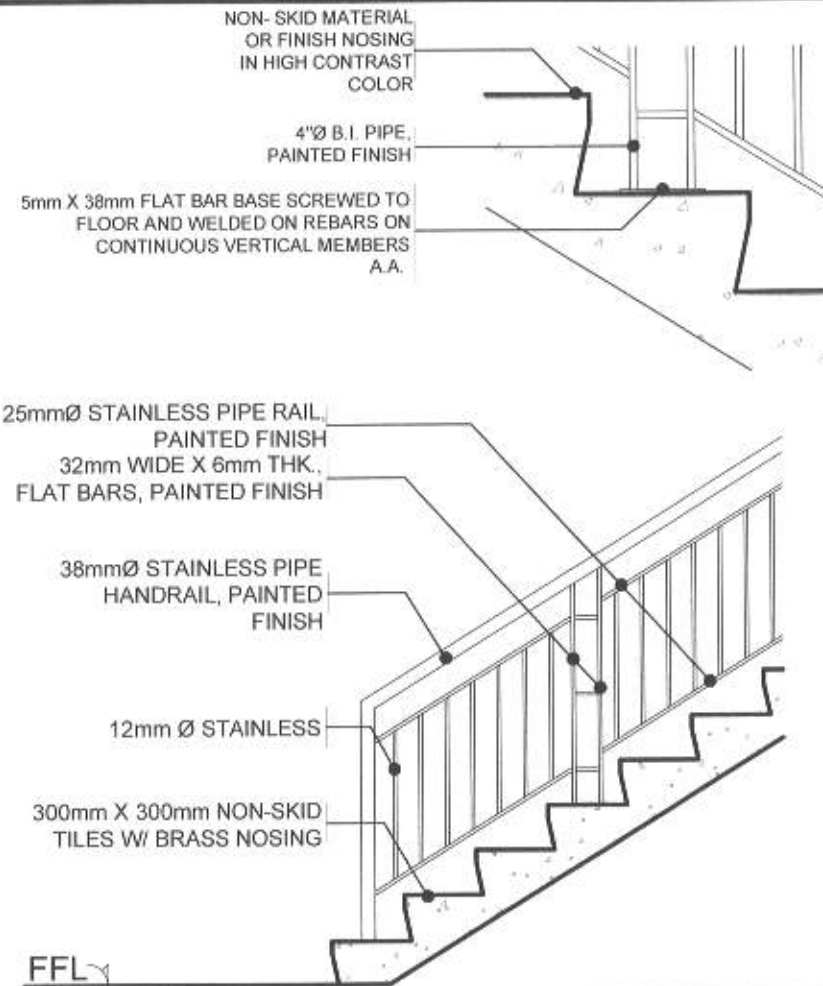 NON- SKID MATERIAL
OR FINISH NOSING
IN HIGH CONTRAST
COLOR
4"Ø B.I. PIPE,
PAINTED FINISH
5mm X 38mm FLAT BAR BASE SCREWED TO
FLOOR AND WELDED ON REBARS ON
CONTINUOUS VERTICAL MEMBERS
A.A.
25mmØ STAINLESS PIPE RAIL,
PAINTED FINISH
32mm WIDE X 6mm THK.,
FLAT BARS, PAINTED FINISH
38mmØ STAINLESS PIPE
HANDRAIL, PAINTED
FINISH
12mm Ø STAINLESS
300mm X 300mm NON-SKID
TILES W/ BRASS NOSING
FFL